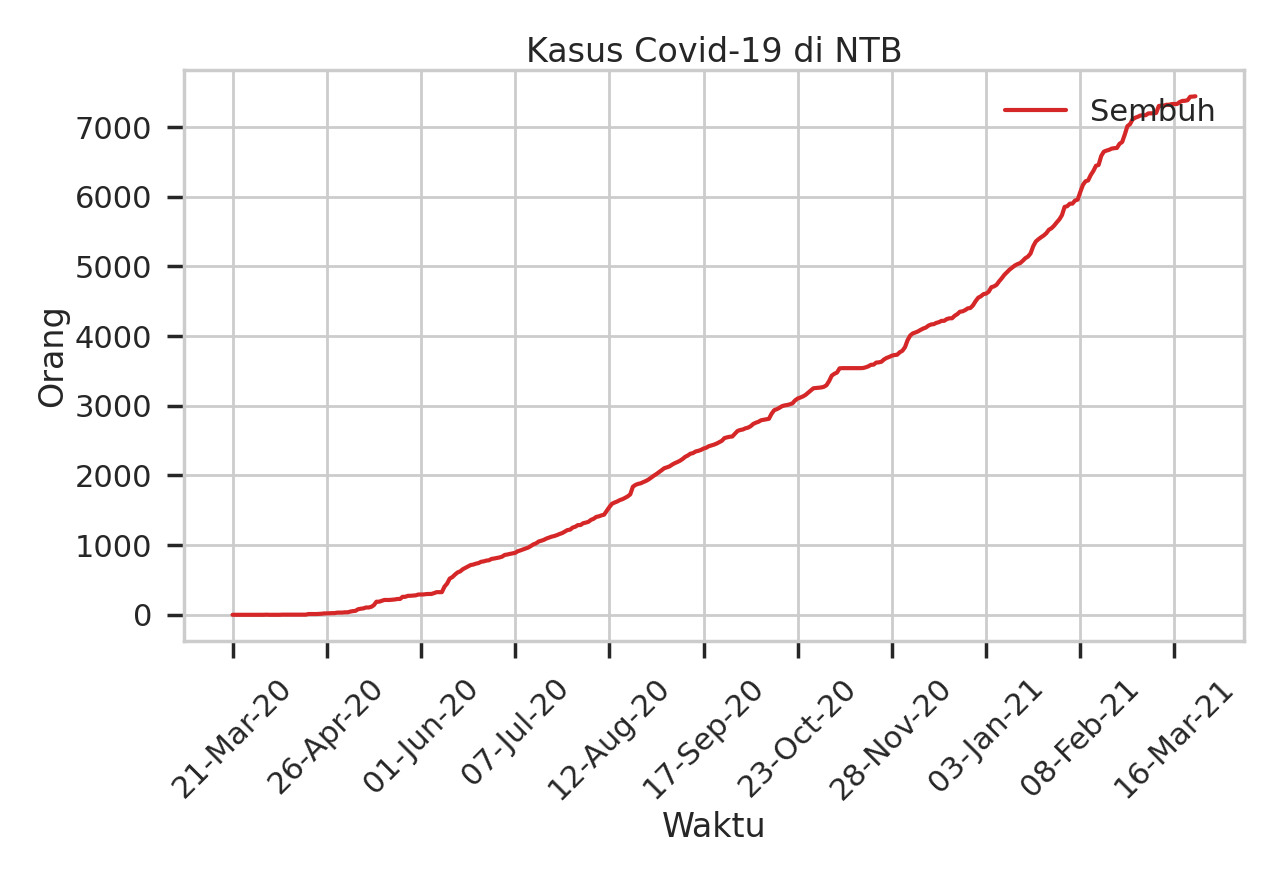 Kasus Covid-19 di NTB
Sembuh
7000
6000
5000
4000
3000
2000
1000
0
Orang
21-Mar-20
26-Apr-20
01-Jun-20
07-Jul-20
12-Aug-20
17-Sep-20
23-Oct-20
28-Nov-20
03-Jan-21
08-Feb-21
16-Mar-21
Waktu